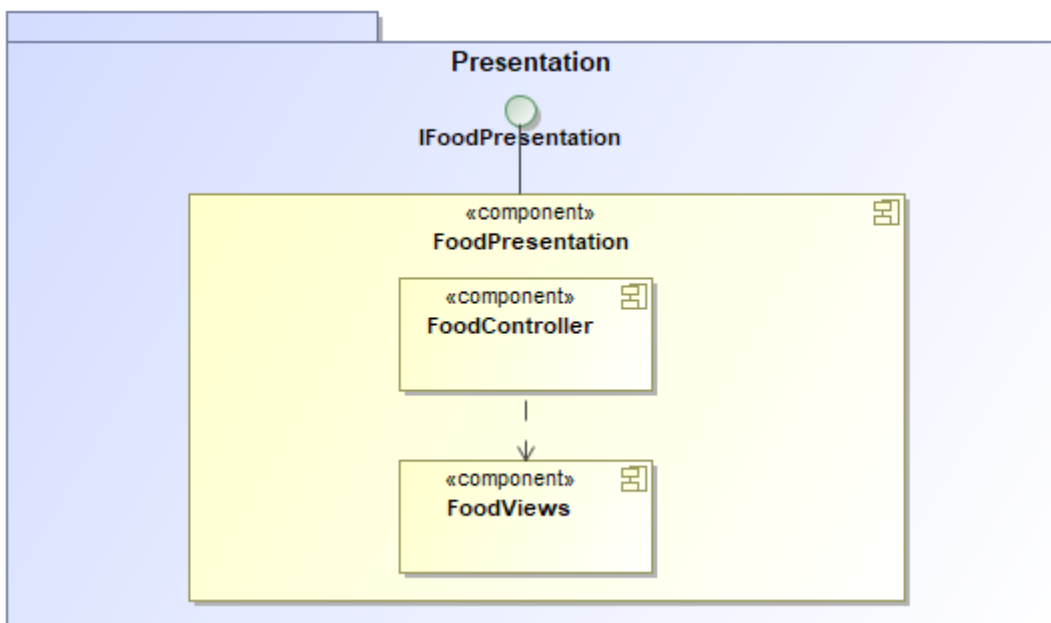 Presentation
IFoodPresentation
«component»
FoodPresentation
«component»
FoodController
«component»
FoodViews